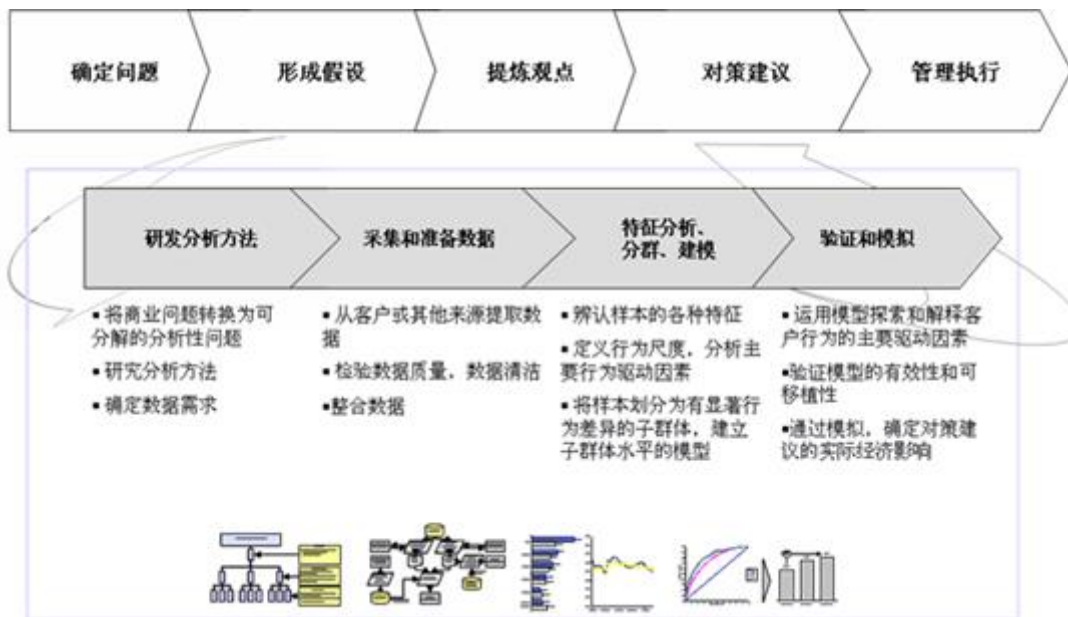 确定问题
形成假设
提炼观点
对策建议
管理执行
研发分析方法
采集和准备数据
特征分析、
分群、建模
验证和模拟
▪ 将商业问题转换为可
分解的分析性问题
▪ 研究分析方法
▪ 确定数据需求
▪ 从客户或其他来源提取数
据
▪ 检验数据质量，数据清洁
▪整合数据
▪ 辨认样本的各种特征
▪ 定义行为尺度，分析主
要行为驱动因素
▪ 将样本划分为有显著行
为差异的子群体，建立
子群体水平的模型
▪ 运用模型探索和解释客
户行为的主要驱动因素
▪验证模型的有效性和可
移植性
▪通过模拟，确定对策建
议的实际经济影响